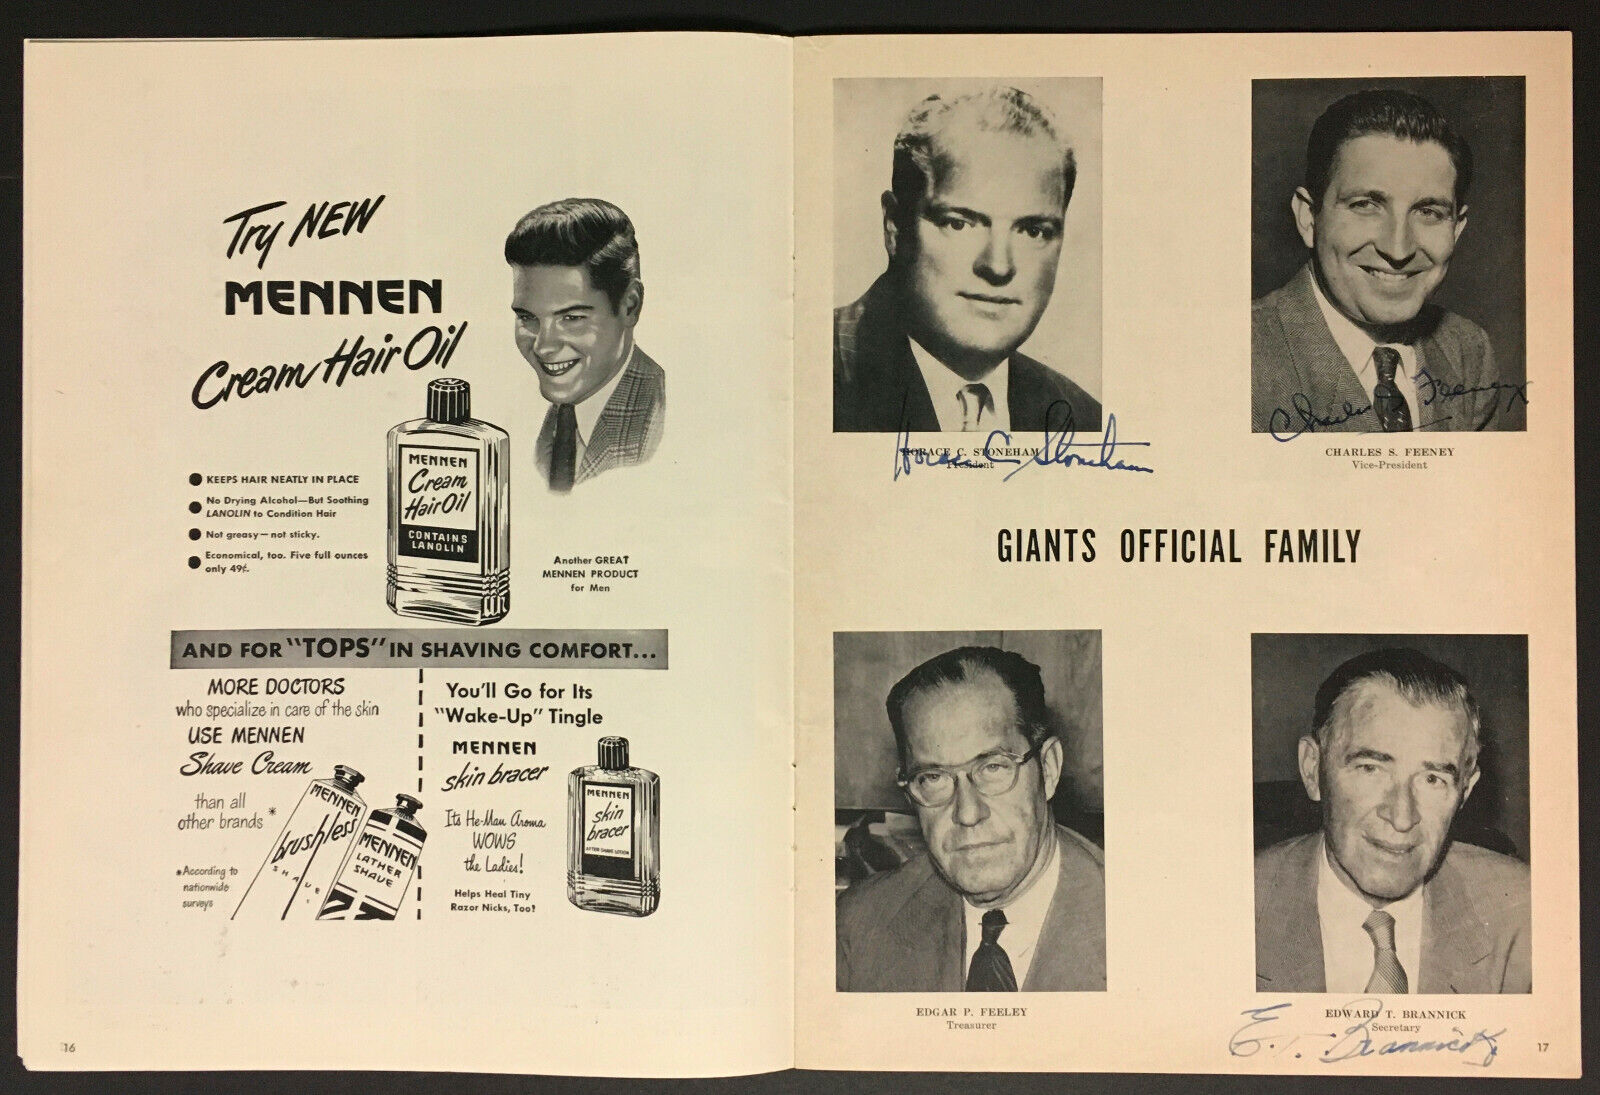 Try NEW
MENNEN
Cream Hair Oil
KEEPS HAIR NEATLY IN PLACE
No Drying Alcohol—But Soothing
LANOLIN to Condition Hair
Not greasy—not sticky.
Economical, too. Five full ounces
only 49¢.
MENNEN
Cream
Hair Oil
CONTAINS
LANOLIN
Another GREAT
MENNEN PRODUCT
for Men
AND FOR "TOPS" IN SHAVING COMFORT...
MORE DOCTORS
who specialize in care of the skin
USE MENNEN
Shave Cream
than all
other brands *
*According to
nationwide
surveys
MENNEN
brushless
SHAVE
MENNEN
LATHER
SHAVE
You'll Go for Its
"Wake-Up" Tingle
MENNEN
skin bracer
Its He-Man Aroma
WOWS
the Ladies!
Helps Heal Tiny
Razor Nicks, Too!
MENNEN
skin
bracer
AFTER SHAVE LOTION
16
HORACE C. STONEHAM
President
Horace C Stoneham
Charles S Feeney
CHARLES S. FEENEY
Vice-President
GIANTS OFFICIAL FAMILY
EDGAR P. FEELEY
Treasurer
EDWARD T. BRANNICK
Secretary
E. T. Brannick
17